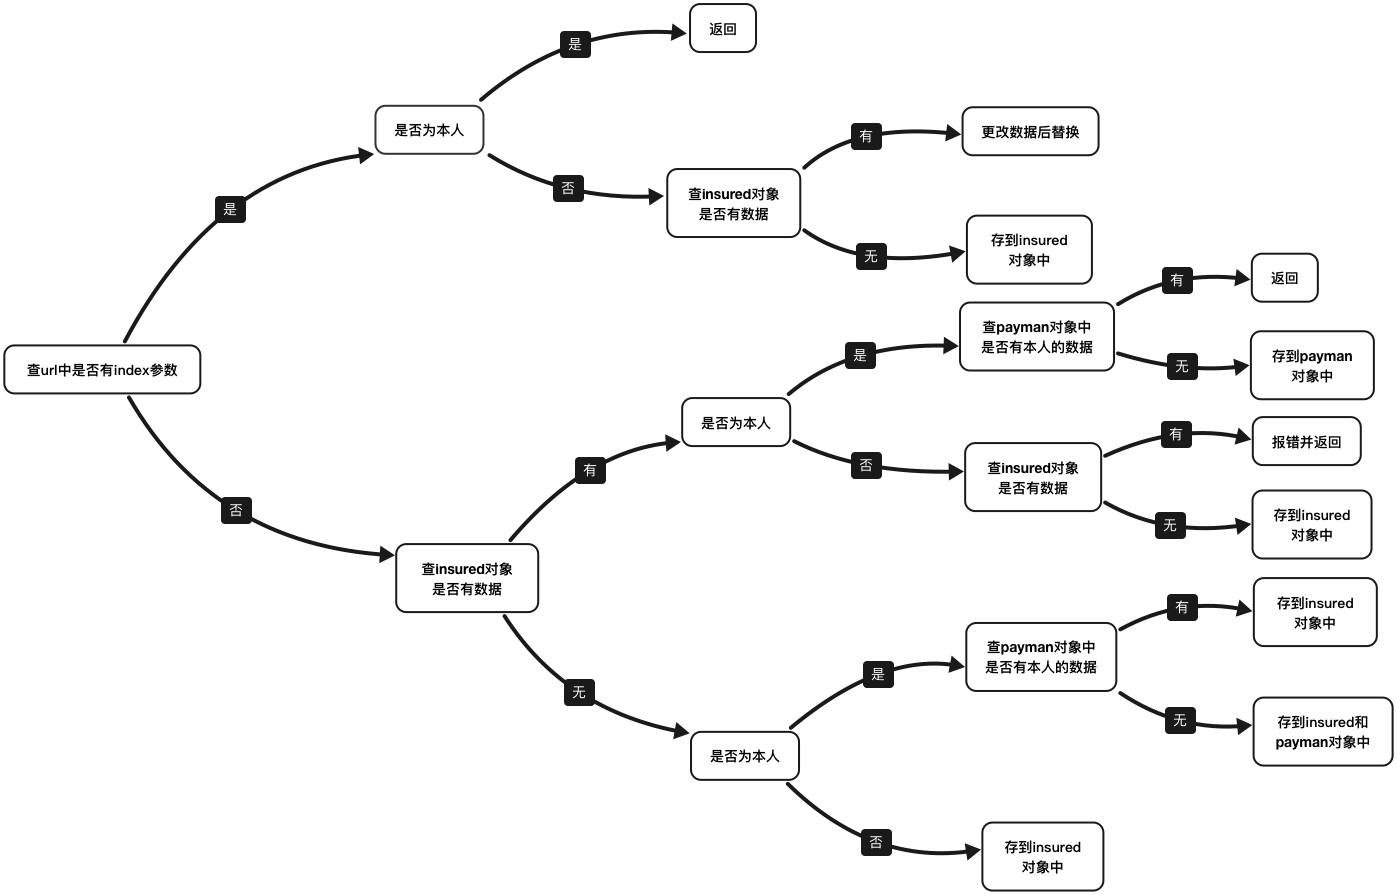 返回
是
是否为本人
有
更改数据后替换
是
否
查insured对象
是否有数据
无
存到insured
对象中
有
返回
查url中是否有index参数
是
查payman对象中
是否有本人的数据
无
存到payman
对象中
是否为本人
有
否
有
报错并返回
查insured对象
是否有数据
无
存到insured
对象中
否
查insured对象
是否有数据
有
存到insured
对象中
无
是
查payman对象中
是否有本人的数据
无
存到insured和
payman对象中
是否为本人
否
存到insured
对象中